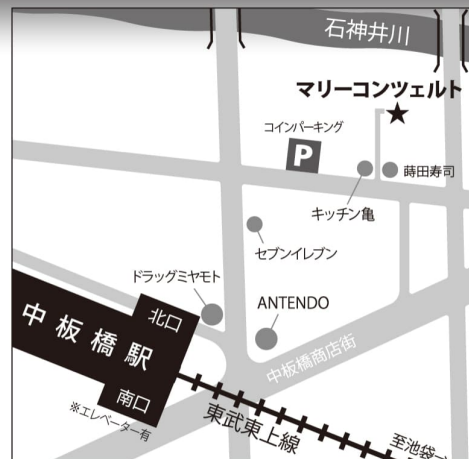 石神井川
マリーコンツェルト
コインパーキング
P
蒔田寿司
キッチン亀
セブンイレブン
ドラッグミヤモト
ANTENDO
北口
中板橋駅
中板橋商店街
南口
※エレベーター有
東武東上線
至池袋→